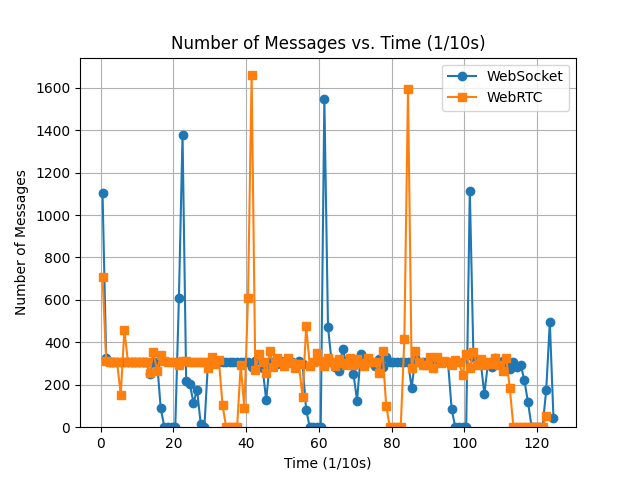 Number of Messages vs. Time (1/10s)
WebSocket
WebRTC
Number of Messages
1600
1400
1200
1000
800
600
400
200
0
0 20 40 60 80 100 120
Time (1/10s)